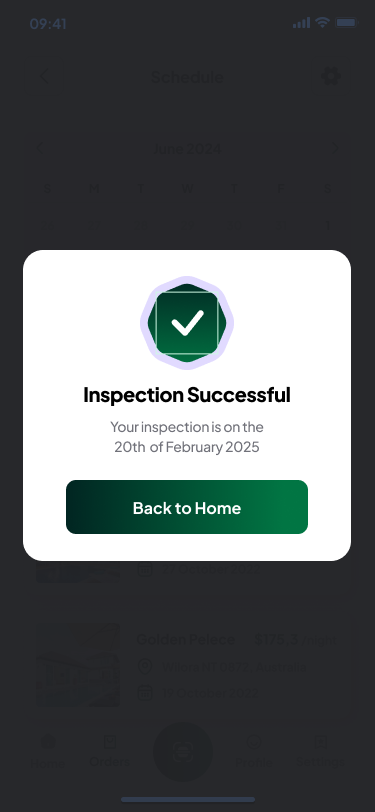 09:41
Schedule
June 2024
M T W T F
Inspection Successful
Your inspection is on the
20th of February 2025
Back to Home
Golden Palace